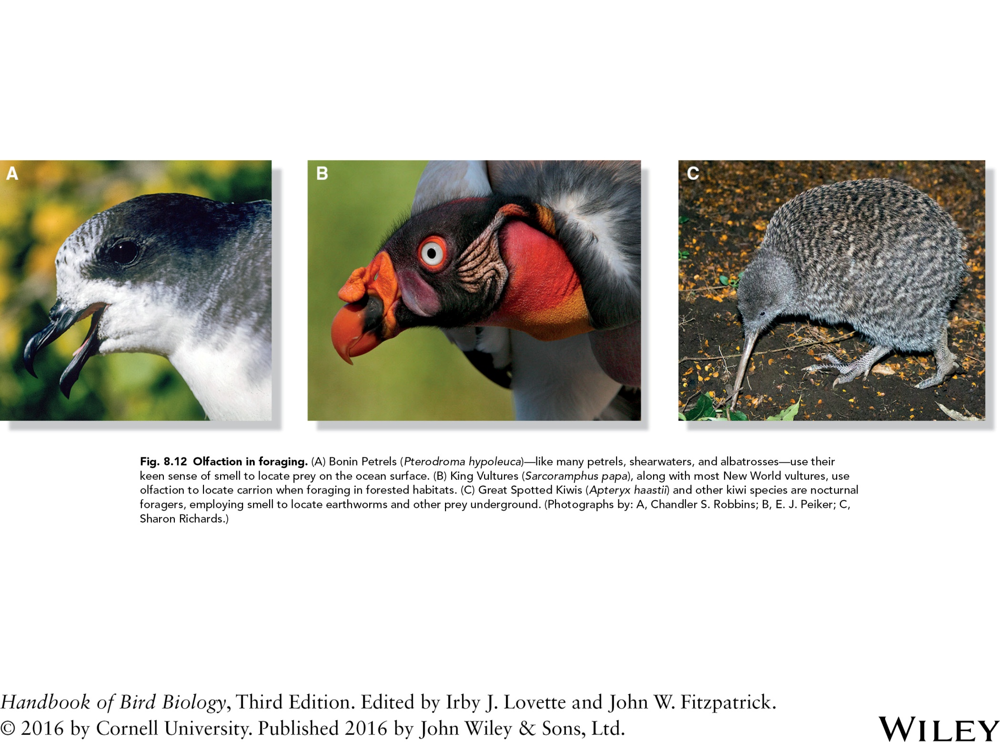 A
B
C
Fig. 8.12 Olfaction in foraging. (A) Bonin Petrels (Pterodroma hypoleuca)—like many petrels, shearwaters, and albatrosses—use their
keen sense of smell to locate prey on the ocean surface. (B) King Vultures (Sarcoramphus papa), along with most New World vultures, use
olfaction to locate carrion when foraging in forested habitats. (C) Great Spotted Kiwis (Apteryx haastii) and other kiwi species are nocturnal
foragers, employing smell to locate earthworms and other prey underground. (Photographs by: A, Chandler S. Robbins; B, E. J. Peiker; C,
Sharon Richards.)
Handbook of Bird Biology, Third Edition. Edited by Irby J. Lovette and John W. Fitzpatrick.
© 2016 by Cornell University. Published 2016 by John Wiley & Sons, Ltd.
WILEY